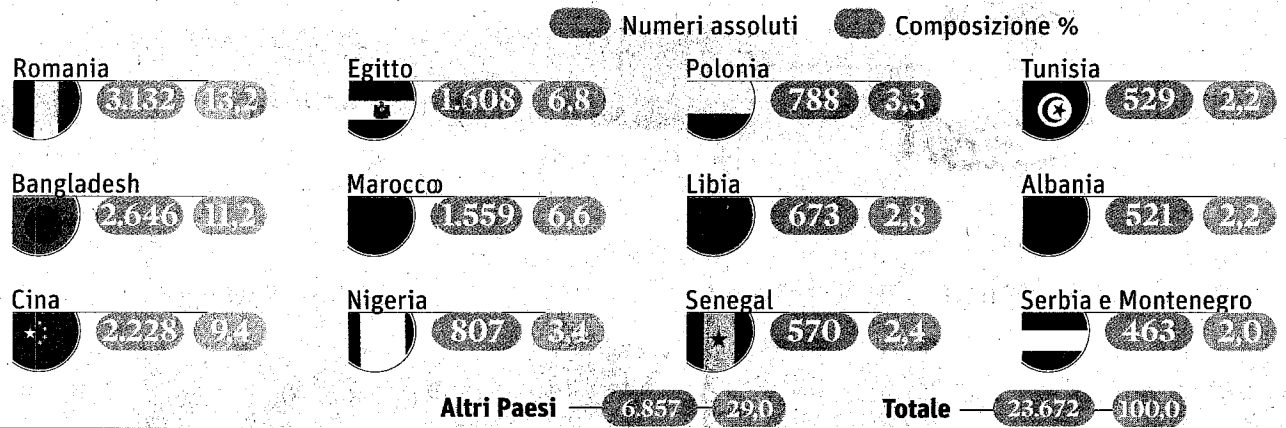 Numeri assoluti Composizione %
Romania Egitto Polonia Tunisia
3.132 13,2 1.608 6,8 788 3,3 529 2,2
Bangladesh Marocco Libia Albania
2.646 11,2 1.559 6,6 673 2,8 521 2,2
Cina Nigeria Senegal Serbia e Montenegro
2.228 9,4 807 3,4 570 2,4 463 2,0
Altri Paesi 6.857 29,0 Totale 23.672 100,0